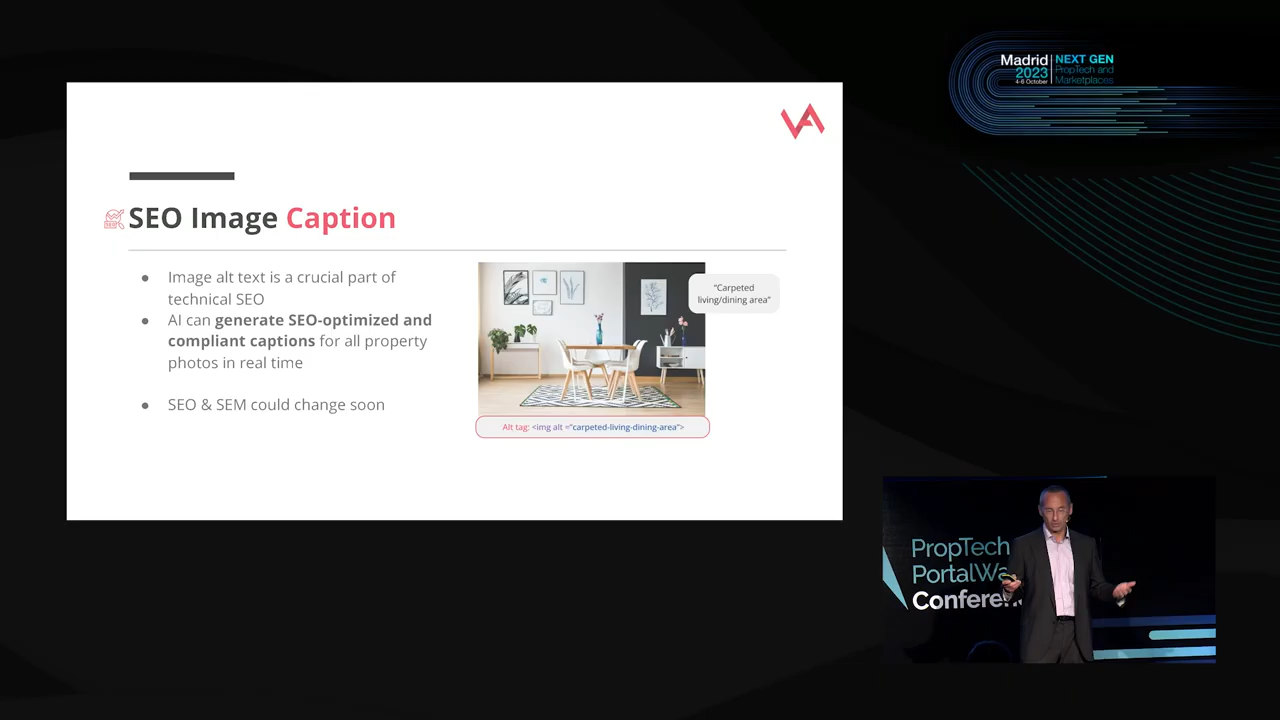 Madrid
2023
4-6 October
NEXT GEN
PropTech and
Marketplaces
SEO Image Caption
● Image alt text is a crucial part of
technical SEO
● AI can generate SEO-optimized and
compliant captions for all property
photos in real time
● SEO & SEM could change soon
“Carpeted
living/dining area”
Alt tag: <img alt =”carpeted-living-dining-area”>
PropTech
Conferen